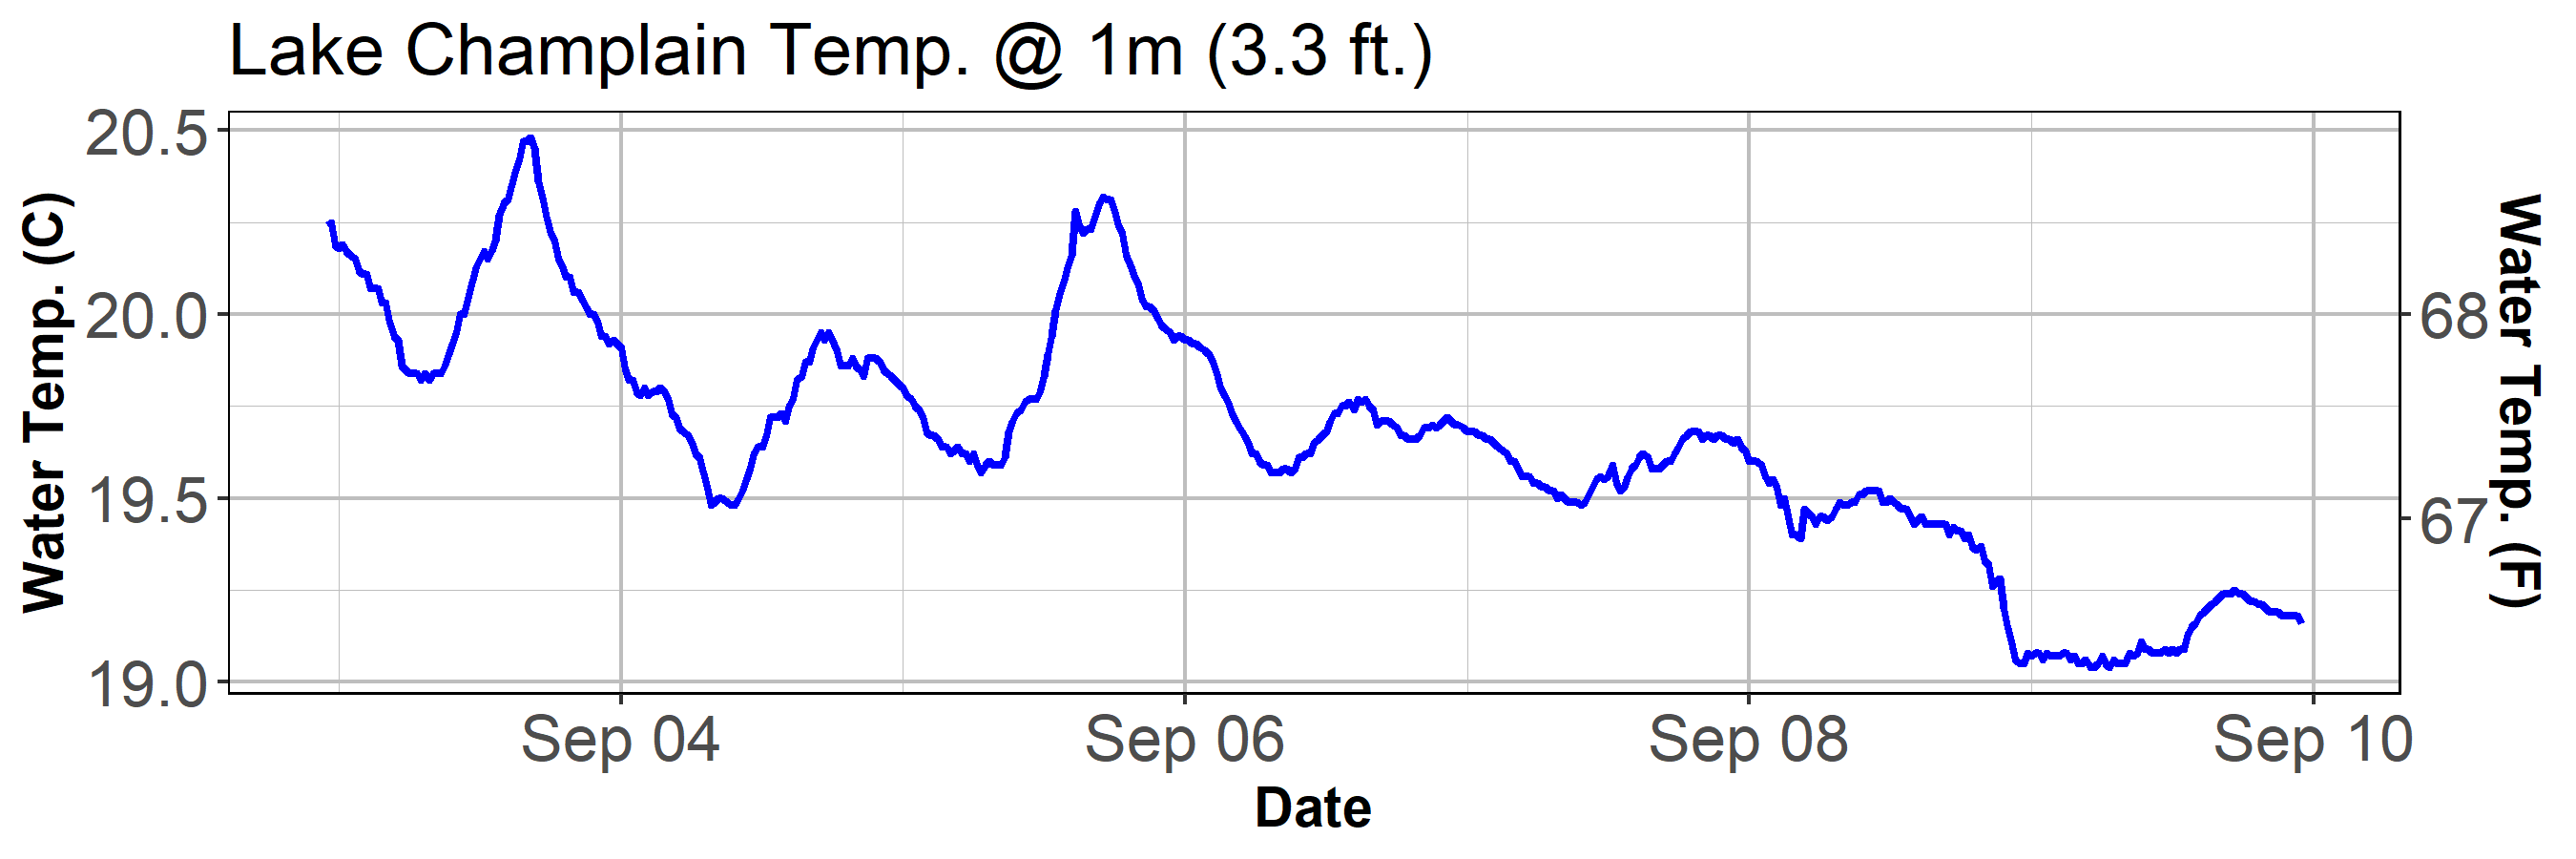 Lake Champlain Temp. @ 1m (3.3 ft.)
Water Temp. (C)
20.5
20.0
19.5
19.0
68
67
Water Temp. (F)
Sep 04
Sep 06
Sep 08
Sep 10
Date